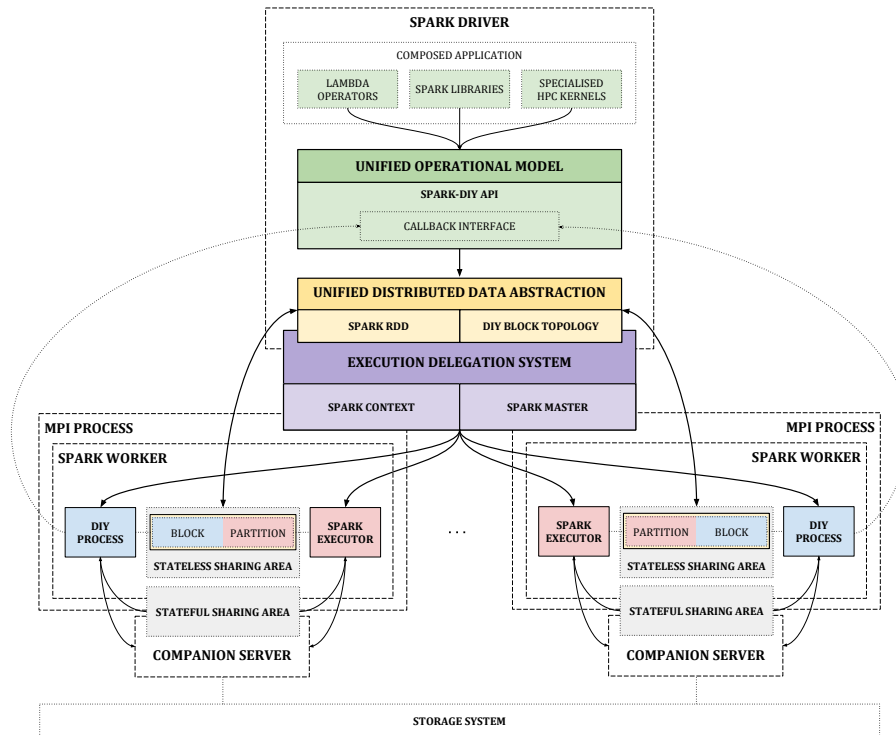 SPARK DRIVER
COMPOSED APPLICATION
LAMBDA
OPERATORS
SPARK LIBRARIES
SPECIALISED
HPC KERNELS
UNIFIED OPERATIONAL MODEL
SPARK-DIY API
CALLBACK INTERFACE
UNIFIED DISTRIBUTED DATA ABSTRACTION
SPARK RDD
DIY BLOCK TOPOLOGY
EXECUTION DELEGATION SYSTEM
SPARK CONTEXT
SPARK MASTER
MPI PROCESS
SPARK WORKER
DIY
PROCESS
BLOCK
PARTITION
STATELESS SHARING AREA
SPARK
EXECUTOR
STATEFUL SHARING AREA
COMPANION SERVER
...
MPI PROCESS
SPARK WORKER
SPARK
EXECUTOR
PARTITION
BLOCK
STATELESS SHARING AREA
DIY
PROCESS
STATEFUL SHARING AREA
COMPANION SERVER
STORAGE SYSTEM